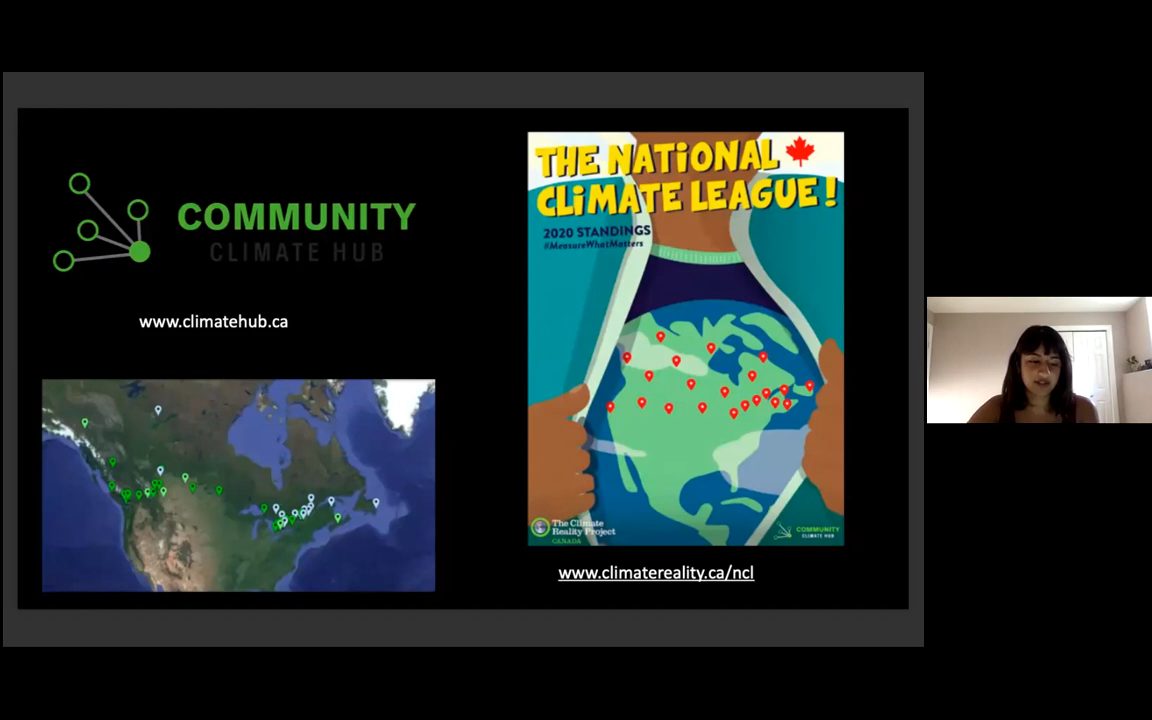 COMMUNITY
CLIMATE HUB
www.climatehub.ca
THE NATiONAL
CLiMATE LEAGUE!
2020 STANDINGS
#MeasureWhatMatters
The Climate
Reality Project
CANADA
COMMUNITY
CLIMATE HUB
www.climatereality.ca/ncl